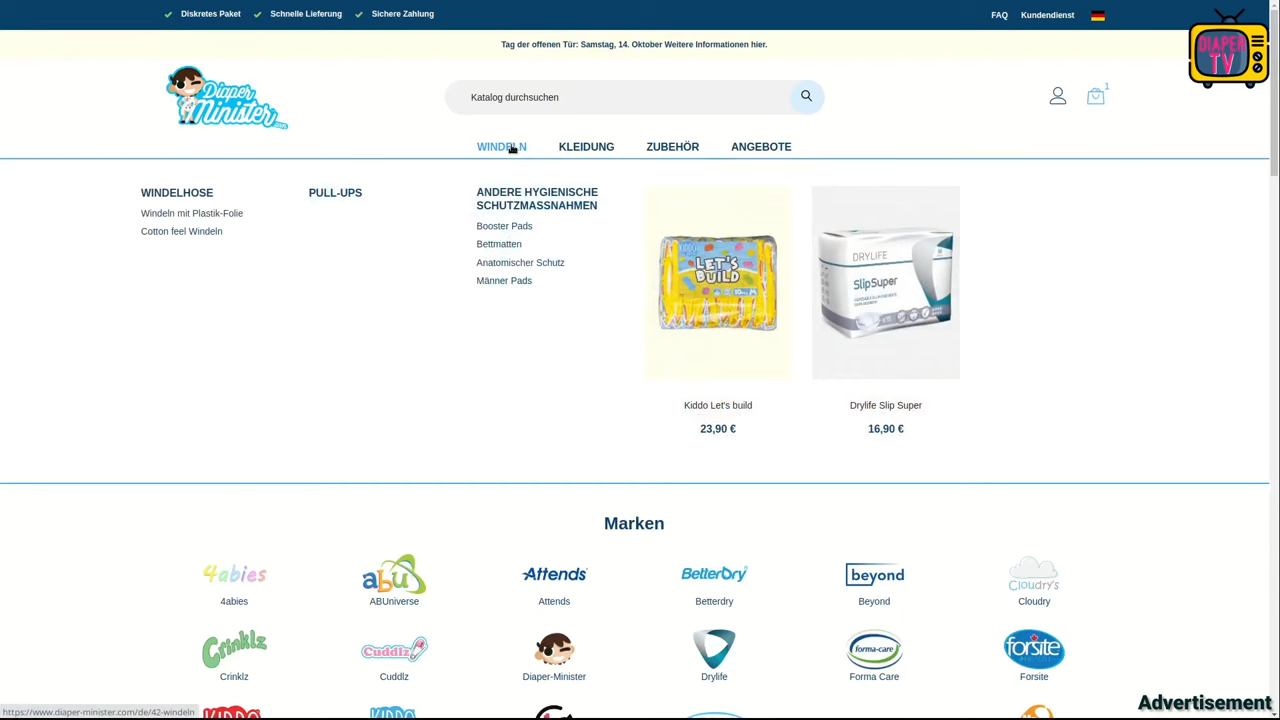 Diskretes Paket
Schnelle Lieferung
Sichere Zahlung
FAQ
Kundendienst
DIAPER
TV
Tag der offenen Tür: Samstag, 14. Oktober Weitere Informationen hier.
Diaper
Minister
Katalog durchsuchen
1
WINDELN
KLEIDUNG
ZUBEHÖR
ANGEBOTE
WINDELHOSE
Windeln mit Plastik-Folie
Cotton feel Windeln
PULL-UPS
ANDERE HYGIENISCHE
SCHUTZMASSNAHMEN
Booster Pads
Bettmatten
Anatomischer Schutz
Männer Pads
KIDDO
LET'S
BUILD
Kiddo Let's build
23,90 €
DRYLIFE
SlipSuper
Drylife Slip Super
16,90 €
Marken
4abies
abu
Attends
BetterDry
beyond
Cloudry's
4abies
ABUniverse
Attends
Betterdry
Beyond
Cloudry
Crinklz
Cuddlz
forma-care
forsite
Crinklz
Cuddlz
Diaper-Minister
Drylife
Forma Care
Forsite
KIDDO
KIDDO
https://www.diaper-minister.com/de/42-windeln
Advertisement